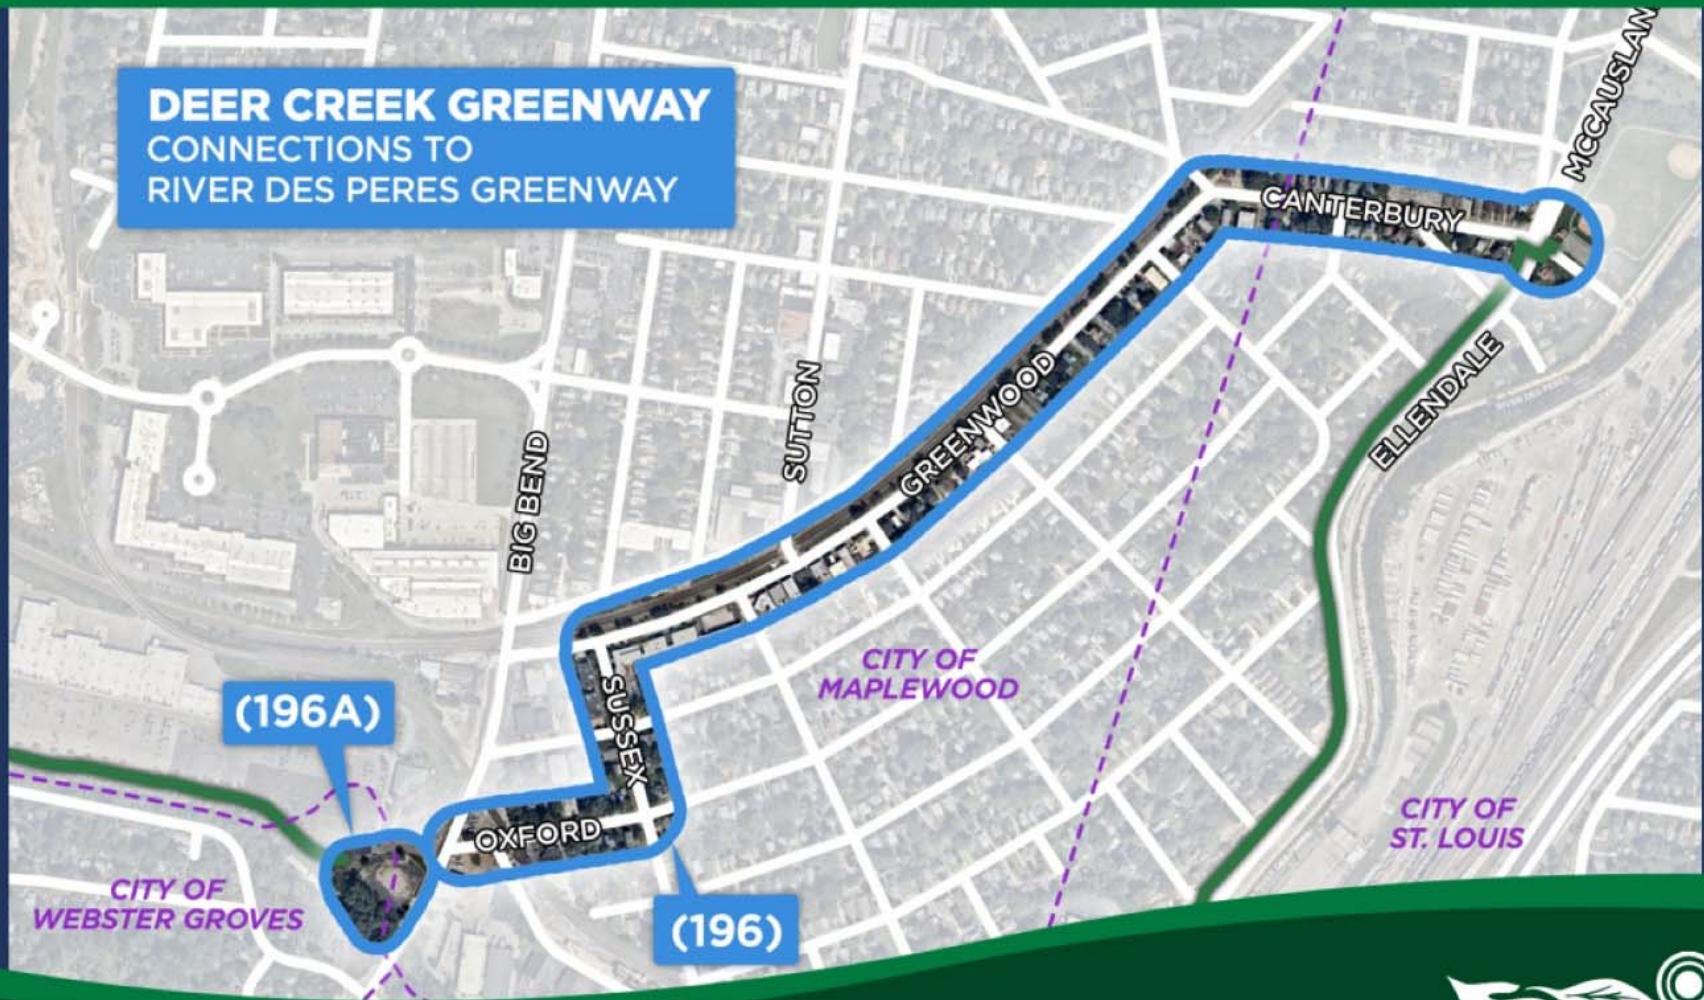 DEER CREEK GREENWAY
CONNECTIONS TO
RIVER DES PERES GREENWAY
MCCAUSLAN
CANTERBURY
ELLENDALE
GREENWOOD
SUTTON
BIG BEND
CITY OF
MAPLEWOOD
SUSSEX
(196A)
OXFORD
CITY OF
ST. LOUIS
CITY OF
WEBSTER GROVES
(196)